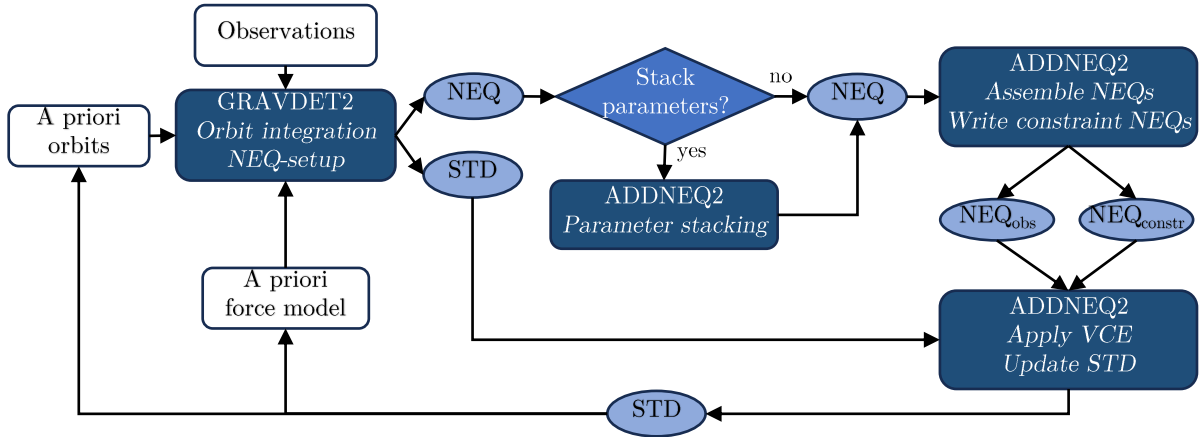 Observations
A priori
orbits
GRAVDET2
Orbit integration
NEQ-setup
A priori
force model
NEQ
STD
Stack
parameters?
no
yes
ADDNEQ2
Parameter stacking
NEQ
ADDNEQ2
Assemble NEQs
Write constraint NEQs
NEQobs
NEQconstr
ADDNEQ2
Apply VCE
Update STD
STD